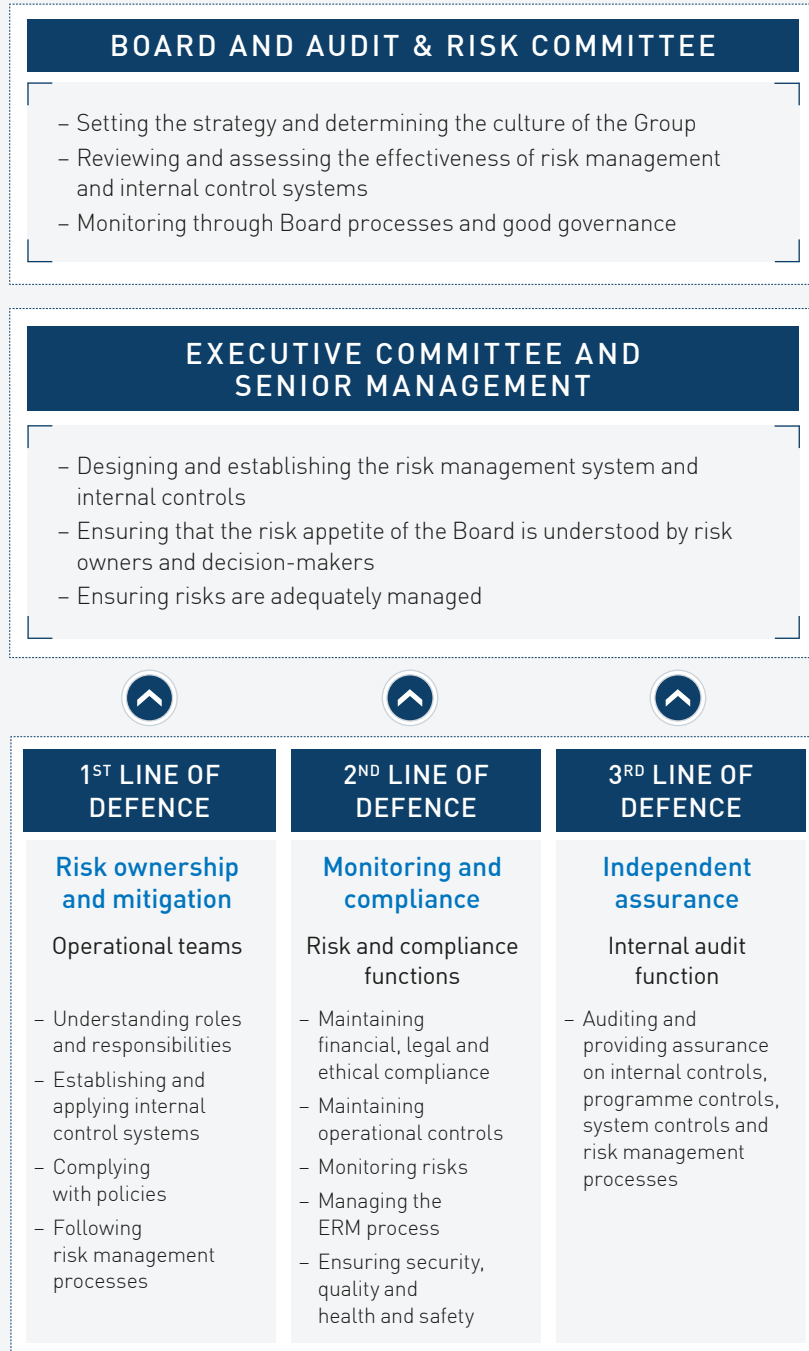 BOARD AND AUDIT & RISK COMMITTEE
– Setting the strategy and determining the culture of the Group
– Reviewing and assessing the effectiveness of risk management
and internal control systems
– Monitoring through Board processes and good governance
EXECUTIVE COMMITTEE AND
SENIOR MANAGEMENT
– Designing and establishing the risk management system and
internal controls
– Ensuring that the risk appetite of the Board is understood by risk
owners and decision-makers
– Ensuring risks are adequately managed
1ST LINE OF
DEFENCE
Risk ownership
and mitigation
Operational teams
– Understanding roles
and responsibilities
– Establishing and
applying internal
control systems
– Complying
with policies
– Following
risk management
processes
2ND LINE OF
DEFENCE
Monitoring and
compliance
Risk and compliance
functions
– Maintaining
financial, legal and
ethical compliance
– Maintaining
operational controls
– Monitoring risks
– Managing the
ERM process
– Ensuring security,
quality and
health and safety
3RD LINE OF
DEFENCE
Independent
assurance
Internal audit
function
– Auditing and
providing assurance
on internal controls,
programme controls,
system controls and
risk management
processes